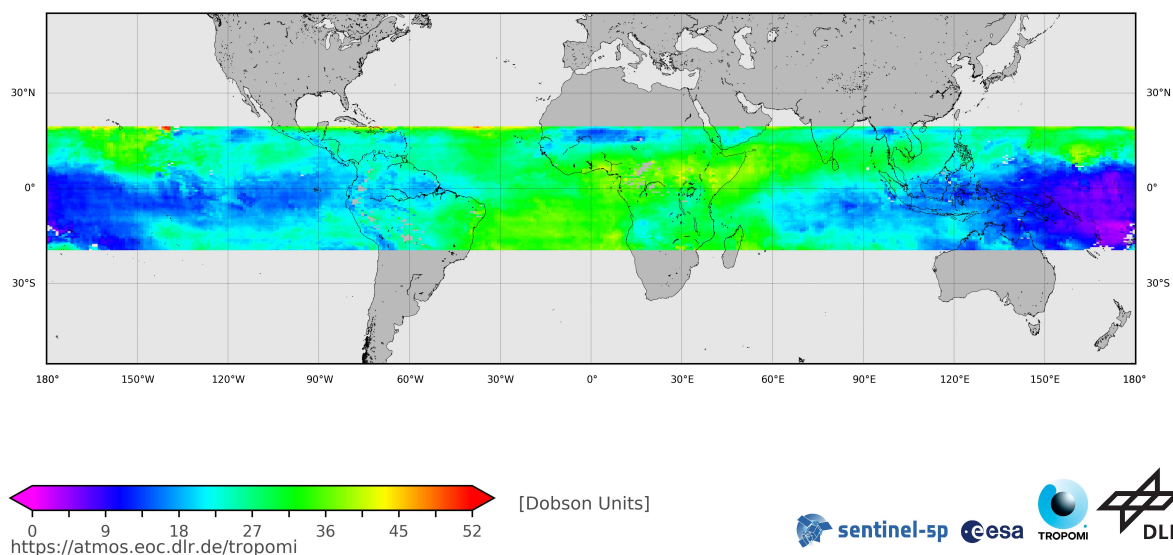 30°N 30°N
0° 0°
30°S 30°S
180° 150°W 120°W 90°W 60°W 30°W 0° 30°E 60°E 90°E 120°E 150°E 180°
[Dobson Units]
0 9 18 27 36 45 52
https://atmos.eoc.dlr.de/tropomi
sentinel-5p
esa
TROPOMI
DL